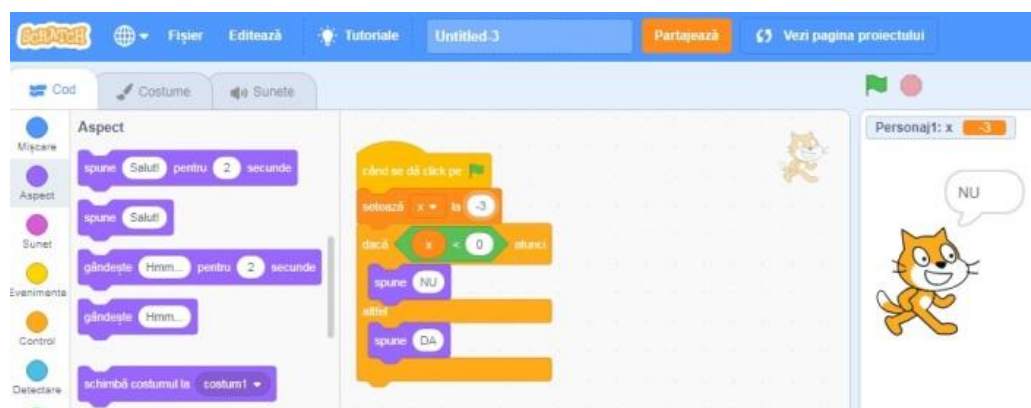 SCRATCH Fișier Editează Tutoriale Untitled-3 Partajează Vezi pagina proiectului
Cod Costume Sunete
Mișcare
Aspect
Sunet
Evenimente
Control
Detectare
Aspect
spune Salut! pentru 2 secunde
spune Salut!
gândește Hmm... pentru 2 secunde
gândește Hmm...
schimbă costumul la costum1
când se dă click pe
setează x la -3
dacă x < 0 atunci
spune NU
altfel
spune DA
Personaj1: x -3
NU